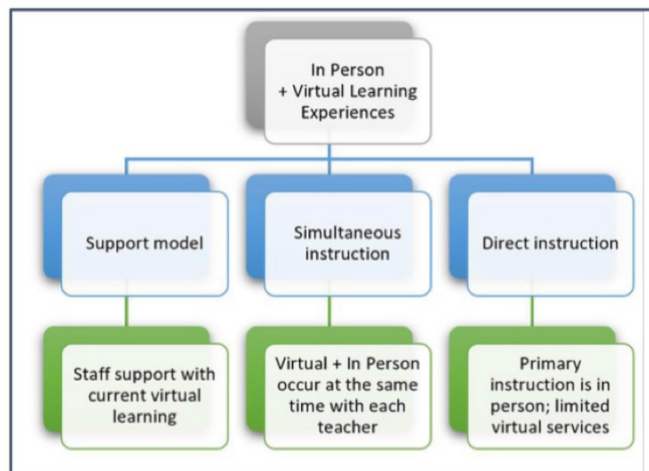 In Person
+ Virtual Learning
Experiences
Support model
Simultaneous
instruction
Direct instruction
Staff support with
current virtual
learning
Virtual + In Person
occur at the same
time with each
teacher
Primary
instruction is in
person; limited
virtual services